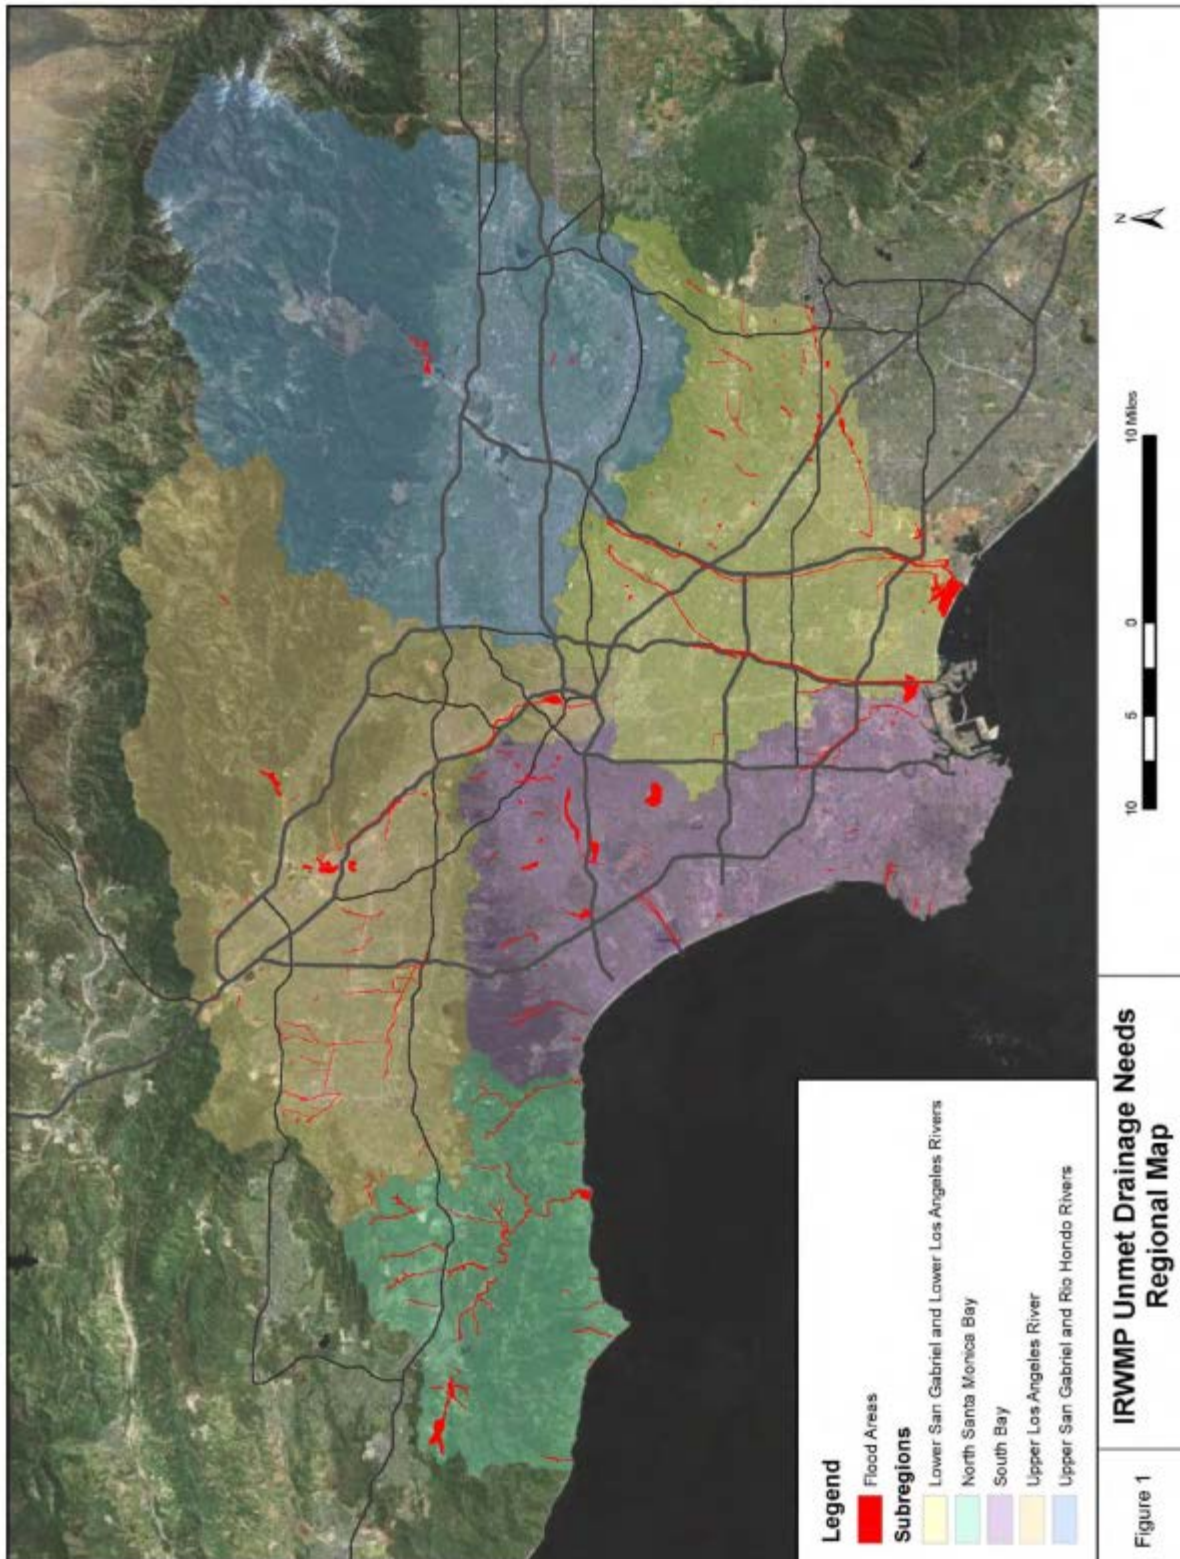 Legend
Flood Areas
Subregions
Lower San Gabriel and Lower Los Angeles Rivers
North Santa Monica Bay
South Bay
Upper Los Angeles River
Upper San Gabriel and Rio Hondo Rivers
Figure 1
IRWMP Unmet Drainage Needs
Regional Map
10 5 0 10 Miles
N